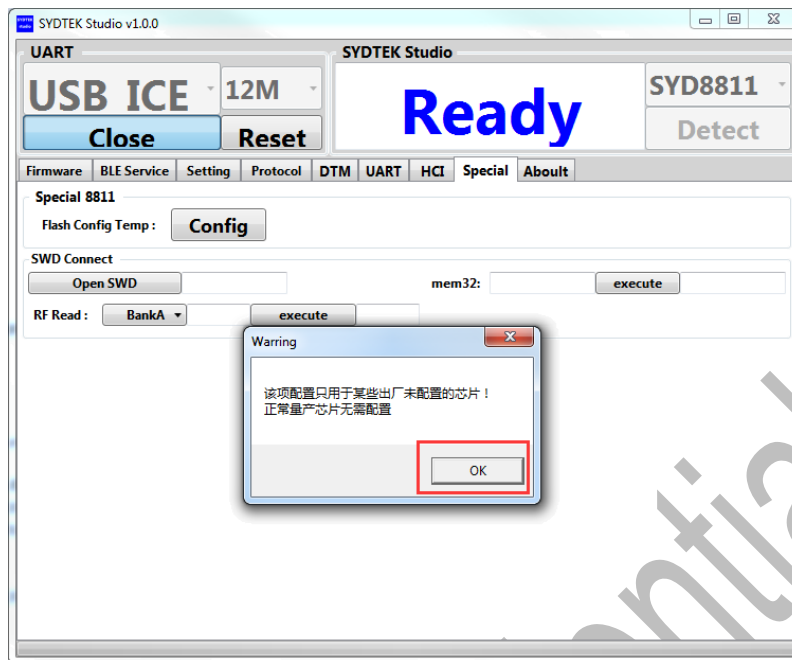 SYDTEK Studio v1.0.0
UART
SYDTEK Studio
USB ICE
12M
Ready
SYD8811
Close
Reset
Detect
Firmware BLE Service Setting Protocol DTM UART HCI Special Aboult
Special 8811
Flash Config Temp : Config
SWD Connect
Open SWD mem32: execute
RF Read : BankA execute
Warring
该项配置只用于某些出厂未配置的芯片！
正常量产芯片无需配置
OK